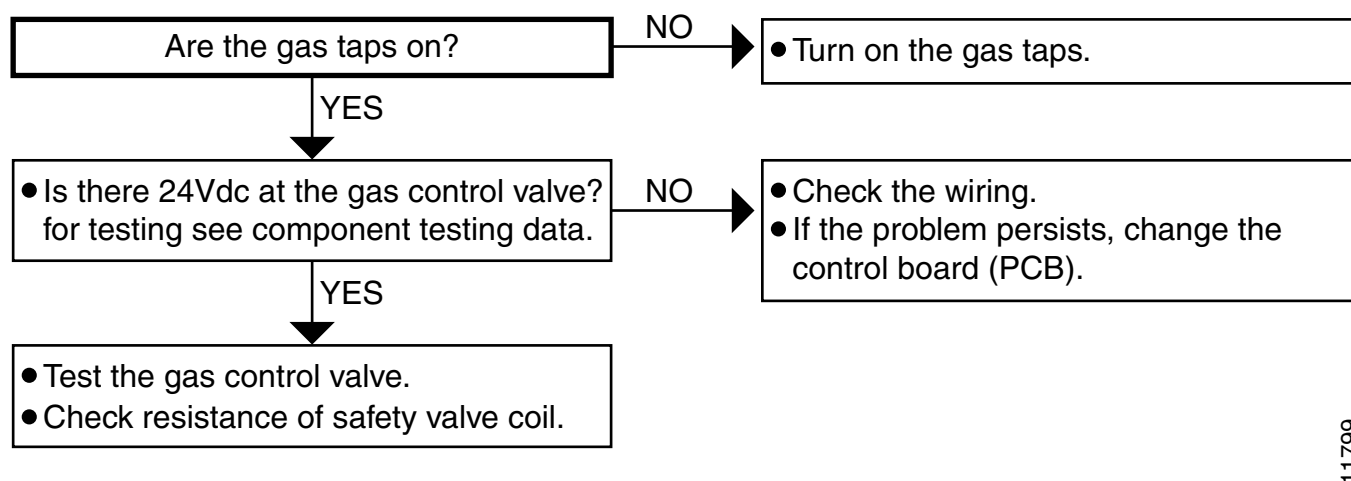 Are the gas taps on?
NO
● Turn on the gas taps.
YES
● Is there 24Vdc at the gas control valve?
for testing see component testing data.
NO
● Check the wiring.
● If the problem persists, change the
control board (PCB).
YES
● Test the gas control valve.
● Check resistance of safety valve coil.
11799